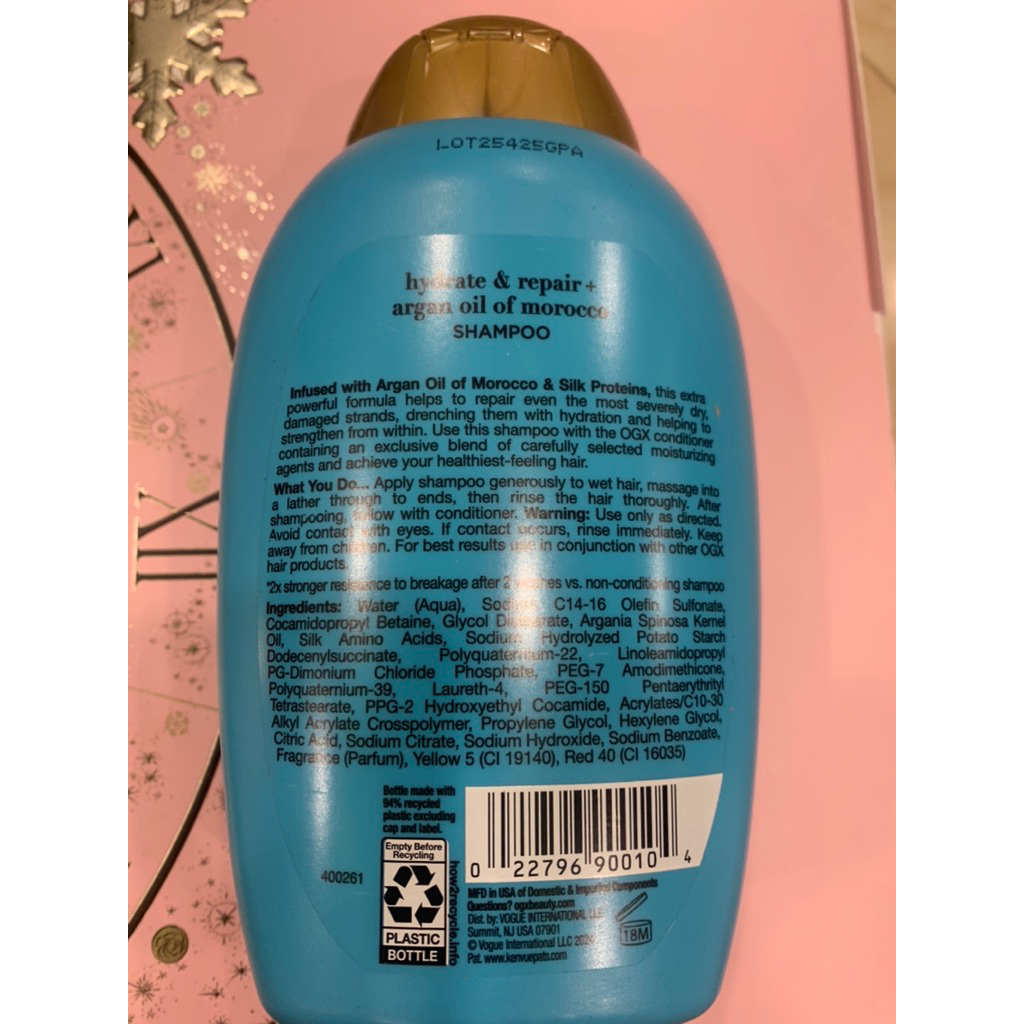 LOT25425GPA
hydrate & repair+
argan oil of morocco
SHAMPOO
Infused with Argan Oil of Morocco & Silk Proteins, this extra
powerful formula helps to repair even the most severely dry,
damaged strands, drenching them with hydration and helping to
strengthen from within. Use this shampoo with the OGX conditioner
containing an exclusive blend of carefully selected moisturizing
agents and achieve your healthiest-feeling hair.
What You Do... Apply shampoo generously to wet hair, massage into
a lather through to ends, then rinse the hair thoroughly. After
shampooing, follow with conditioner. Warning: Use only as directed.
Avoid contact with eyes. If contact occurs, rinse immediately. Keep
away from children. For best results use in conjunction with other OGX
hair products.
*2x stronger resistance to breakage after 2 washes vs. non-conditioning shampoo
Ingredients: Water (Aqua), Sodium C14-16 Olefin Sulfonate,
Cocamidopropyl Betaine, Glycol Distearate, Argania Spinosa Kernel
Oil, Silk Amino Acids, Sodium Hydrolyzed Potato Starch
Dodecenylsuccinate, Polyquaternium-22, Linoleamidopropyl
PG-Dimonium Chloride Phosphate, PEG-7 Amodimethicone,
Polyquaternium-39, Laureth-4, PEG-150 Pentaerythrityl
Tetrastearate, PPG-2 Hydroxyethyl Cocamide, Acrylates/C10-30
Alkyl Acrylate Crosspolymer, Propylene Glycol, Hexylene Glycol,
Citric Acid, Sodium Citrate, Sodium Hydroxide, Sodium Benzoate,
Fragrance (Parfum), Yellow 5 (CI 19140), Red 40 (CI 16035)
Bottle made with
94% recycled
plastic excluding
cap and label.
Empty Before
Recycling
PLASTIC
BOTTLE
how2recycle.info
400261
0 22796 90010 4
MFD in USA of Domestic & Imported Components
Questions? ogxbeauty.com
Dist. by: VOGUE INTERNATIONAL LLC
Summit, NJ USA 07901
© Vogue International LLC 2024
Pat. www.kenvuepats.com
18M
XII